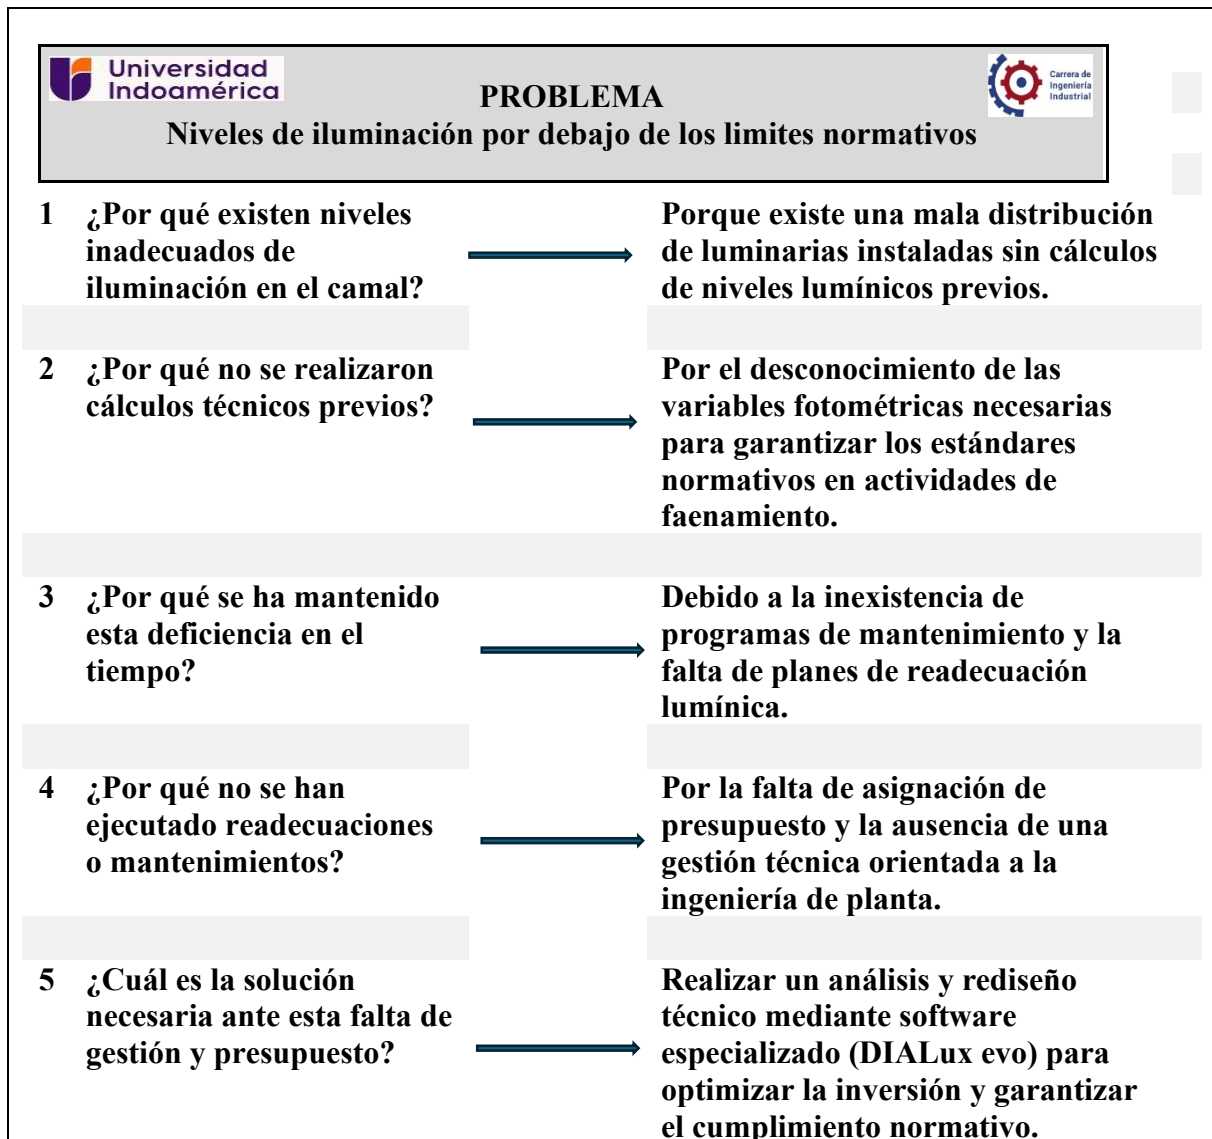 Universidad
Indoamérica
Carrera de
Ingeniería
Industrial
PROBLEMA
Niveles de iluminación por debajo de los limites normativos
1 ¿Por qué existen niveles
inadecuados de
iluminación en el camal?
Porque existe una mala distribución
de luminarias instaladas sin cálculos
de niveles lumínicos previos.
2 ¿Por qué no se realizaron
cálculos técnicos previos?
Por el desconocimiento de las
variables fotométricas necesarias
para garantizar los estándares
normativos en actividades de
faenamiento.
3 ¿Por qué se ha mantenido
esta deficiencia en el
tiempo?
Debido a la inexistencia de
programas de mantenimiento y la
falta de planes de readecuación
lumínica.
4 ¿Por qué no se han
ejecutado readecuaciones
o mantenimientos?
Por la falta de asignación de
presupuesto y la ausencia de una
gestión técnica orientada a la
ingeniería de planta.
5 ¿Cuál es la solución
necesaria ante esta falta de
gestión y presupuesto?
Realizar un análisis y rediseño
técnico mediante software
especializado (DIALux evo) para
optimizar la inversión y garantizar
el cumplimiento normativo.